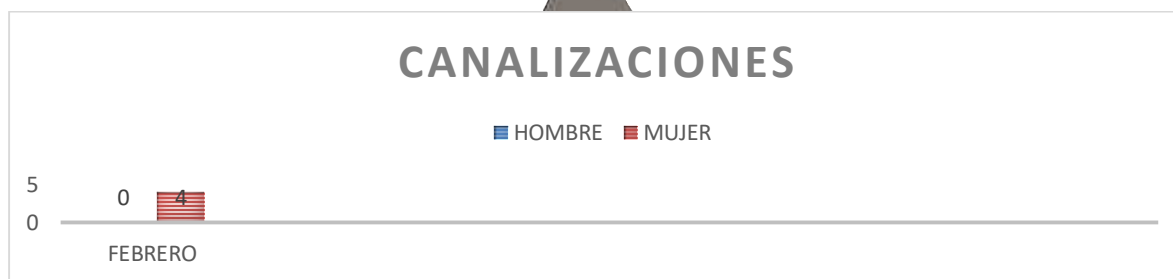 CANALIZACIONES
HOMBRE MUJER
5
0 4
0
FEBRERO